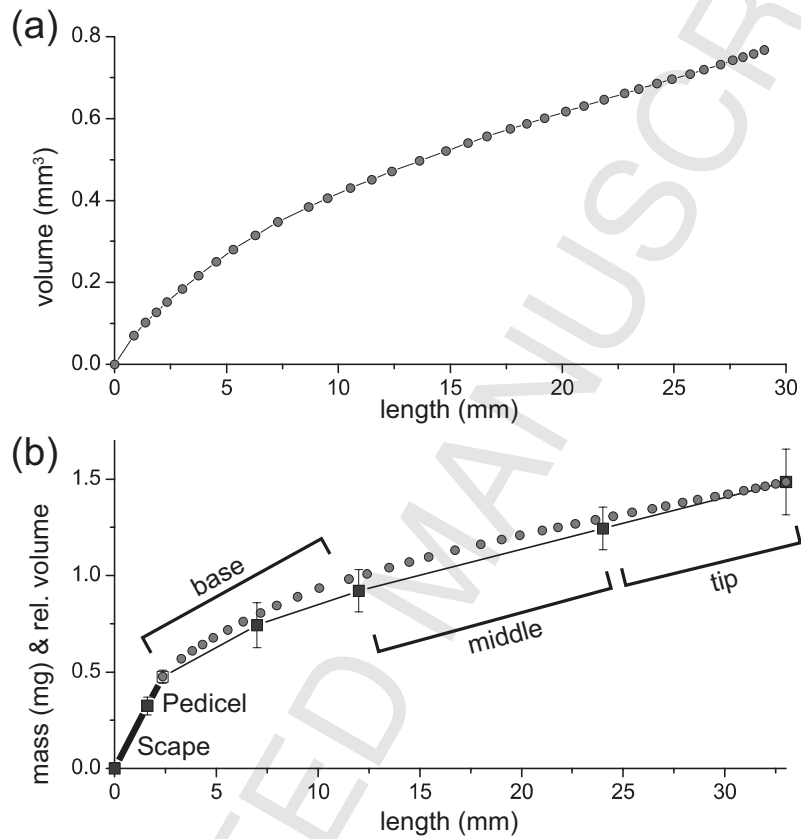 (a)
0.8
0.6
0.4
0.2
0.0
volume (mm³)
0 5 10 15 20 25 30
length (mm)
(b)
1.5
1.0
0.5
0.0
mass (mg) & rel. volume
base
middle
tip
Pedicel
Scape
0 5 10 15 20 25 30
length (mm)
TED MANUSCR